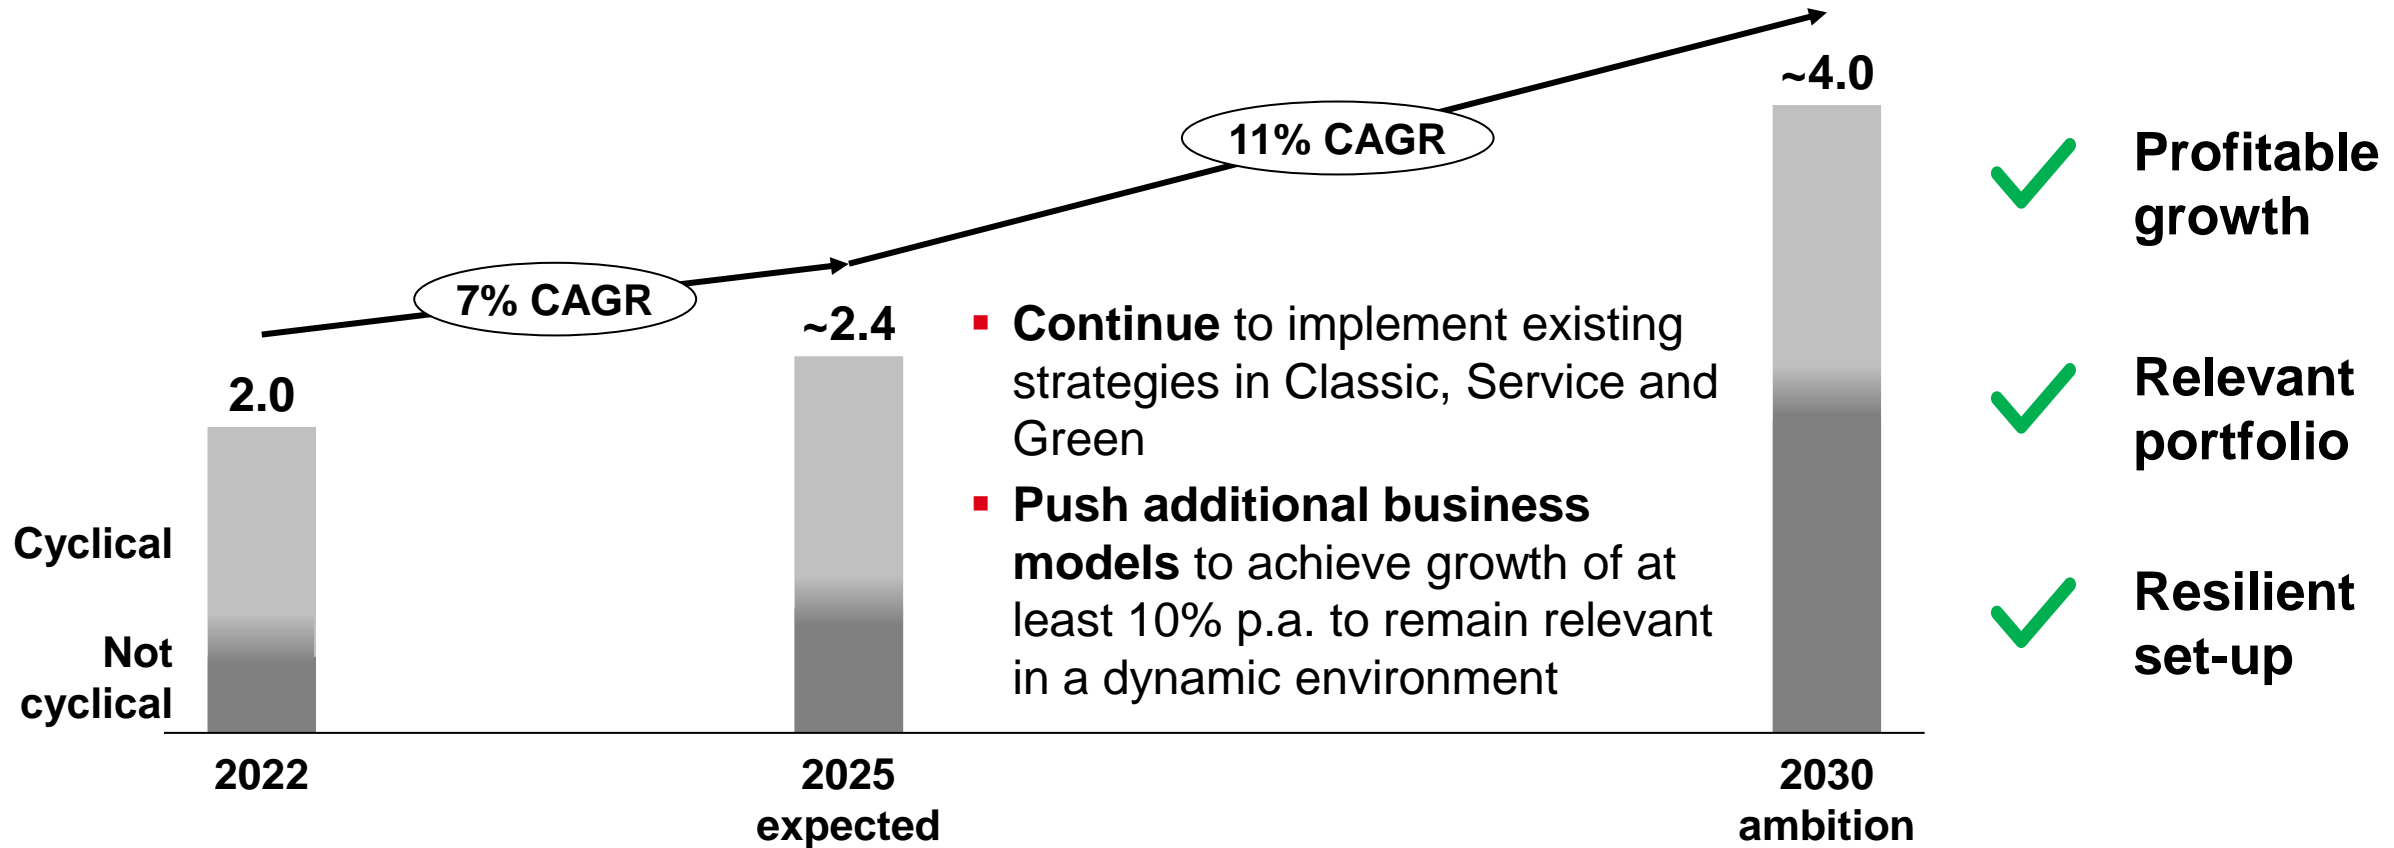 ~4.0
11% CAGR
7% CAGR
~2.4
2.0
Cyclical
Not
cyclical
▪ Continue to implement existing
strategies in Classic, Service and
Green
▪ Push additional business
models to achieve growth of at
least 10% p.a. to remain relevant
in a dynamic environment
2022
2025
expected
2030
ambition
Profitable
growth
Relevant
portfolio
Resilient
set-up